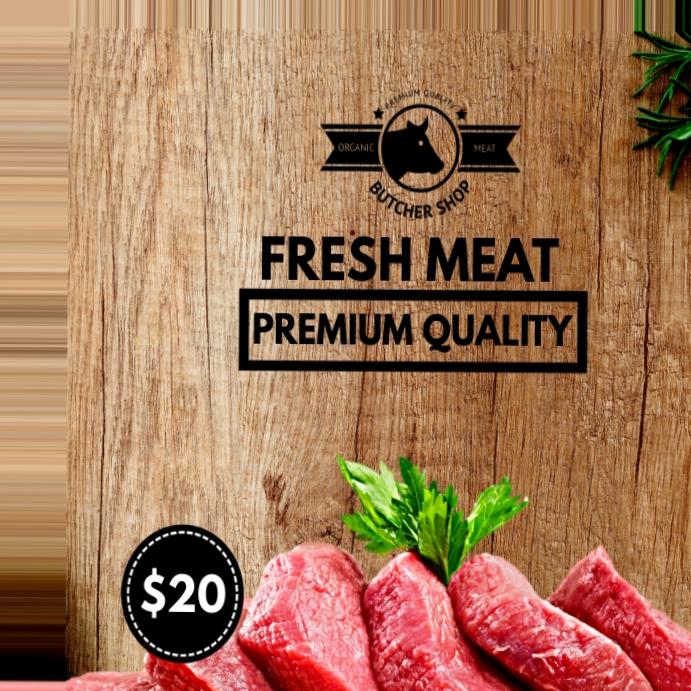 PREMIUM QUALITY
ORGANIC MEAT
BUTCHER SHOP
FRESH MEAT
PREMIUM QUALITY
$20